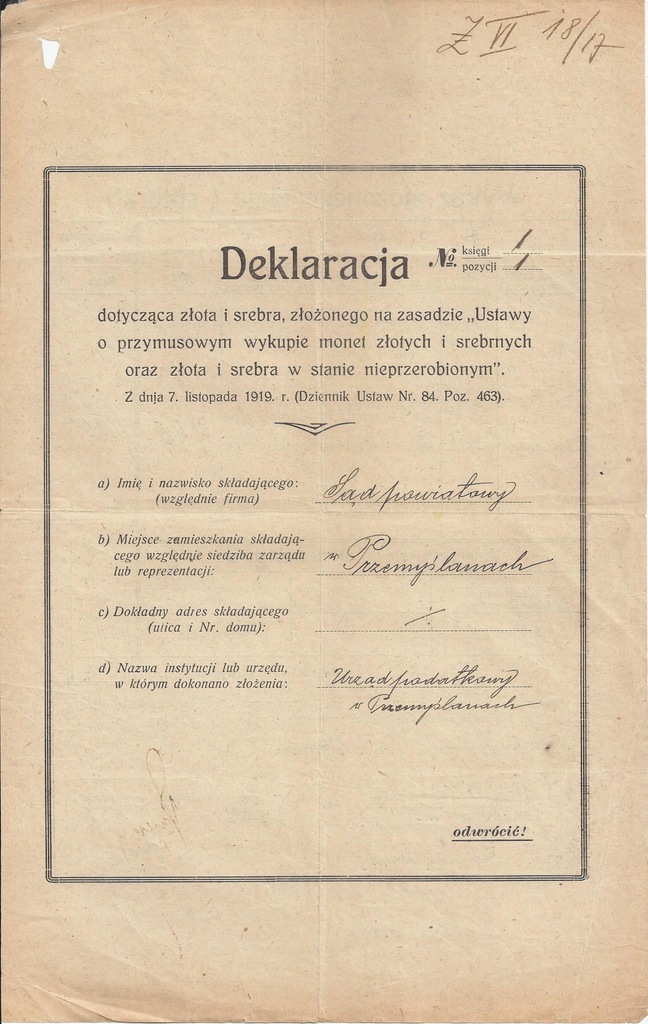 Z VI 18/17
Deklaracja № księgi 1
pozycji 1
dotycząca złota i srebra, złożonego na zasadzie „Ustawy
o przymusowym wykupie monet złotych i srebrnych
oraz złota i srebra w stanie nieprzerobionym”.
Z dnia 7. listopada 1919. r. (Dziennik Ustaw Nr. 84. Poz. 463).
a) Imię i nazwisko składającego: Sąd powiatowy
(względnie firma)
b) Miejsce zamieszkania składają-
cego względnie siedziba zarządu w Przemyślanach
lub reprezentacji:
c) Dokładny adres składającego ·/·
(ulica i Nr. domu):
d) Nazwa instytucji lub urzędu, Urząd podatkowy
w którym dokonano złożenia: w Przemyślanach
odwrócić!